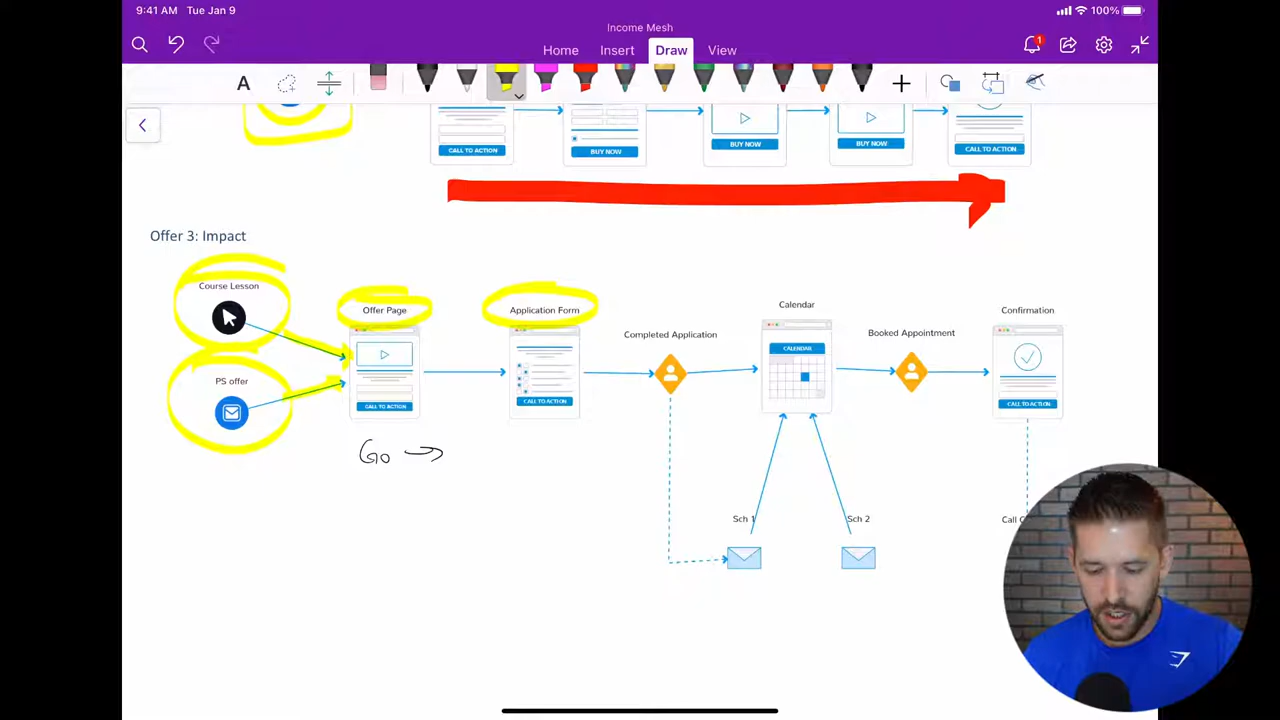 9:41 AM Tue Jan 9
100%
Income Mesh
Home Insert Draw View
1
A
CALL TO ACTION
BUY NOW
BUY NOW
BUY NOW
CALL TO ACTION
Offer 3: Impact
Course Lesson
Offer Page
Application Form
Completed Application
Calendar
Booked Appointment
Confirmation
CALENDAR
PS offer
CALL TO ACTION
CALL TO ACTION
CALL TO ACTION
Go
Sch 1
Sch 2
Call